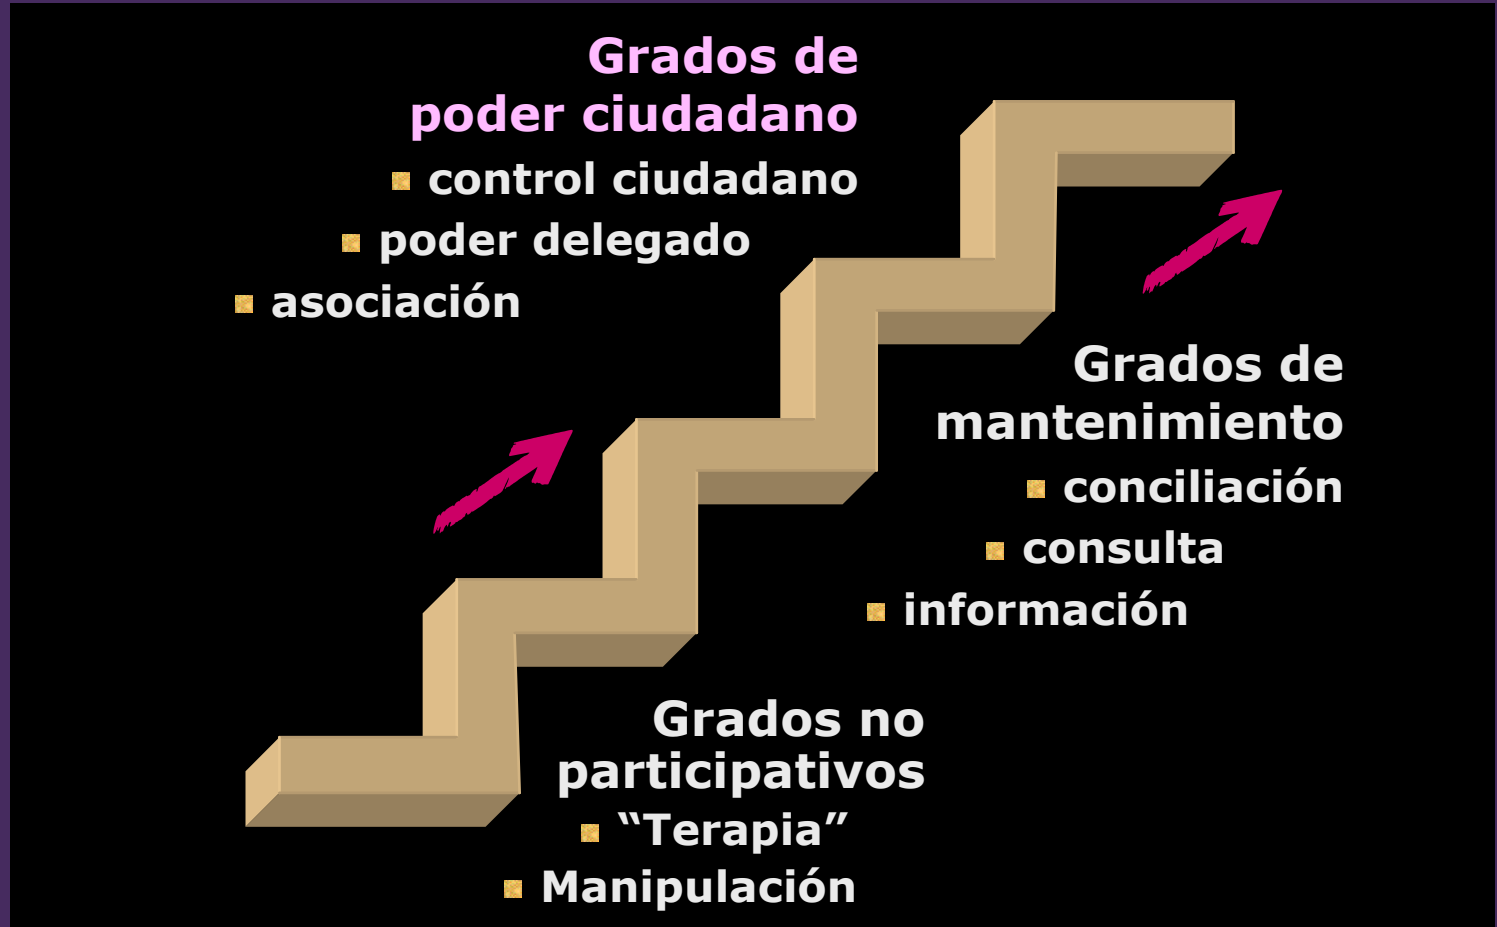 Grados de
poder ciudadano
control ciudadano
poder delegado
asociación
Grados de
mantenimiento
conciliación
consulta
información
Grados no
participativos
“Terapia”
Manipulación